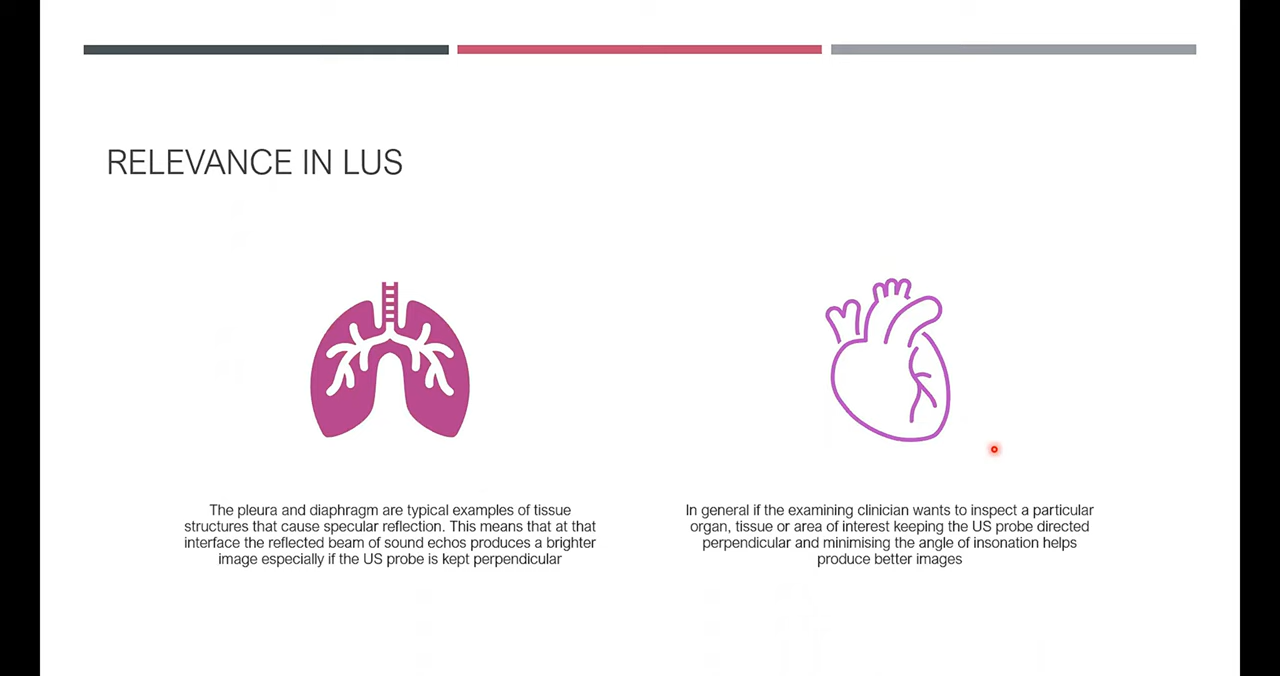 RELEVANCE IN LUS
The pleura and diaphragm are typical examples of tissue
structures that cause specular reflection. This means that at that
interface the reflected beam of sound echos produces a brighter
image especially if the US probe is kept perpendicular
In general if the examining clinician wants to inspect a particular
organ, tissue or area of interest keeping the US probe directed
perpendicular and minimising the angle of insonation helps
produce better images